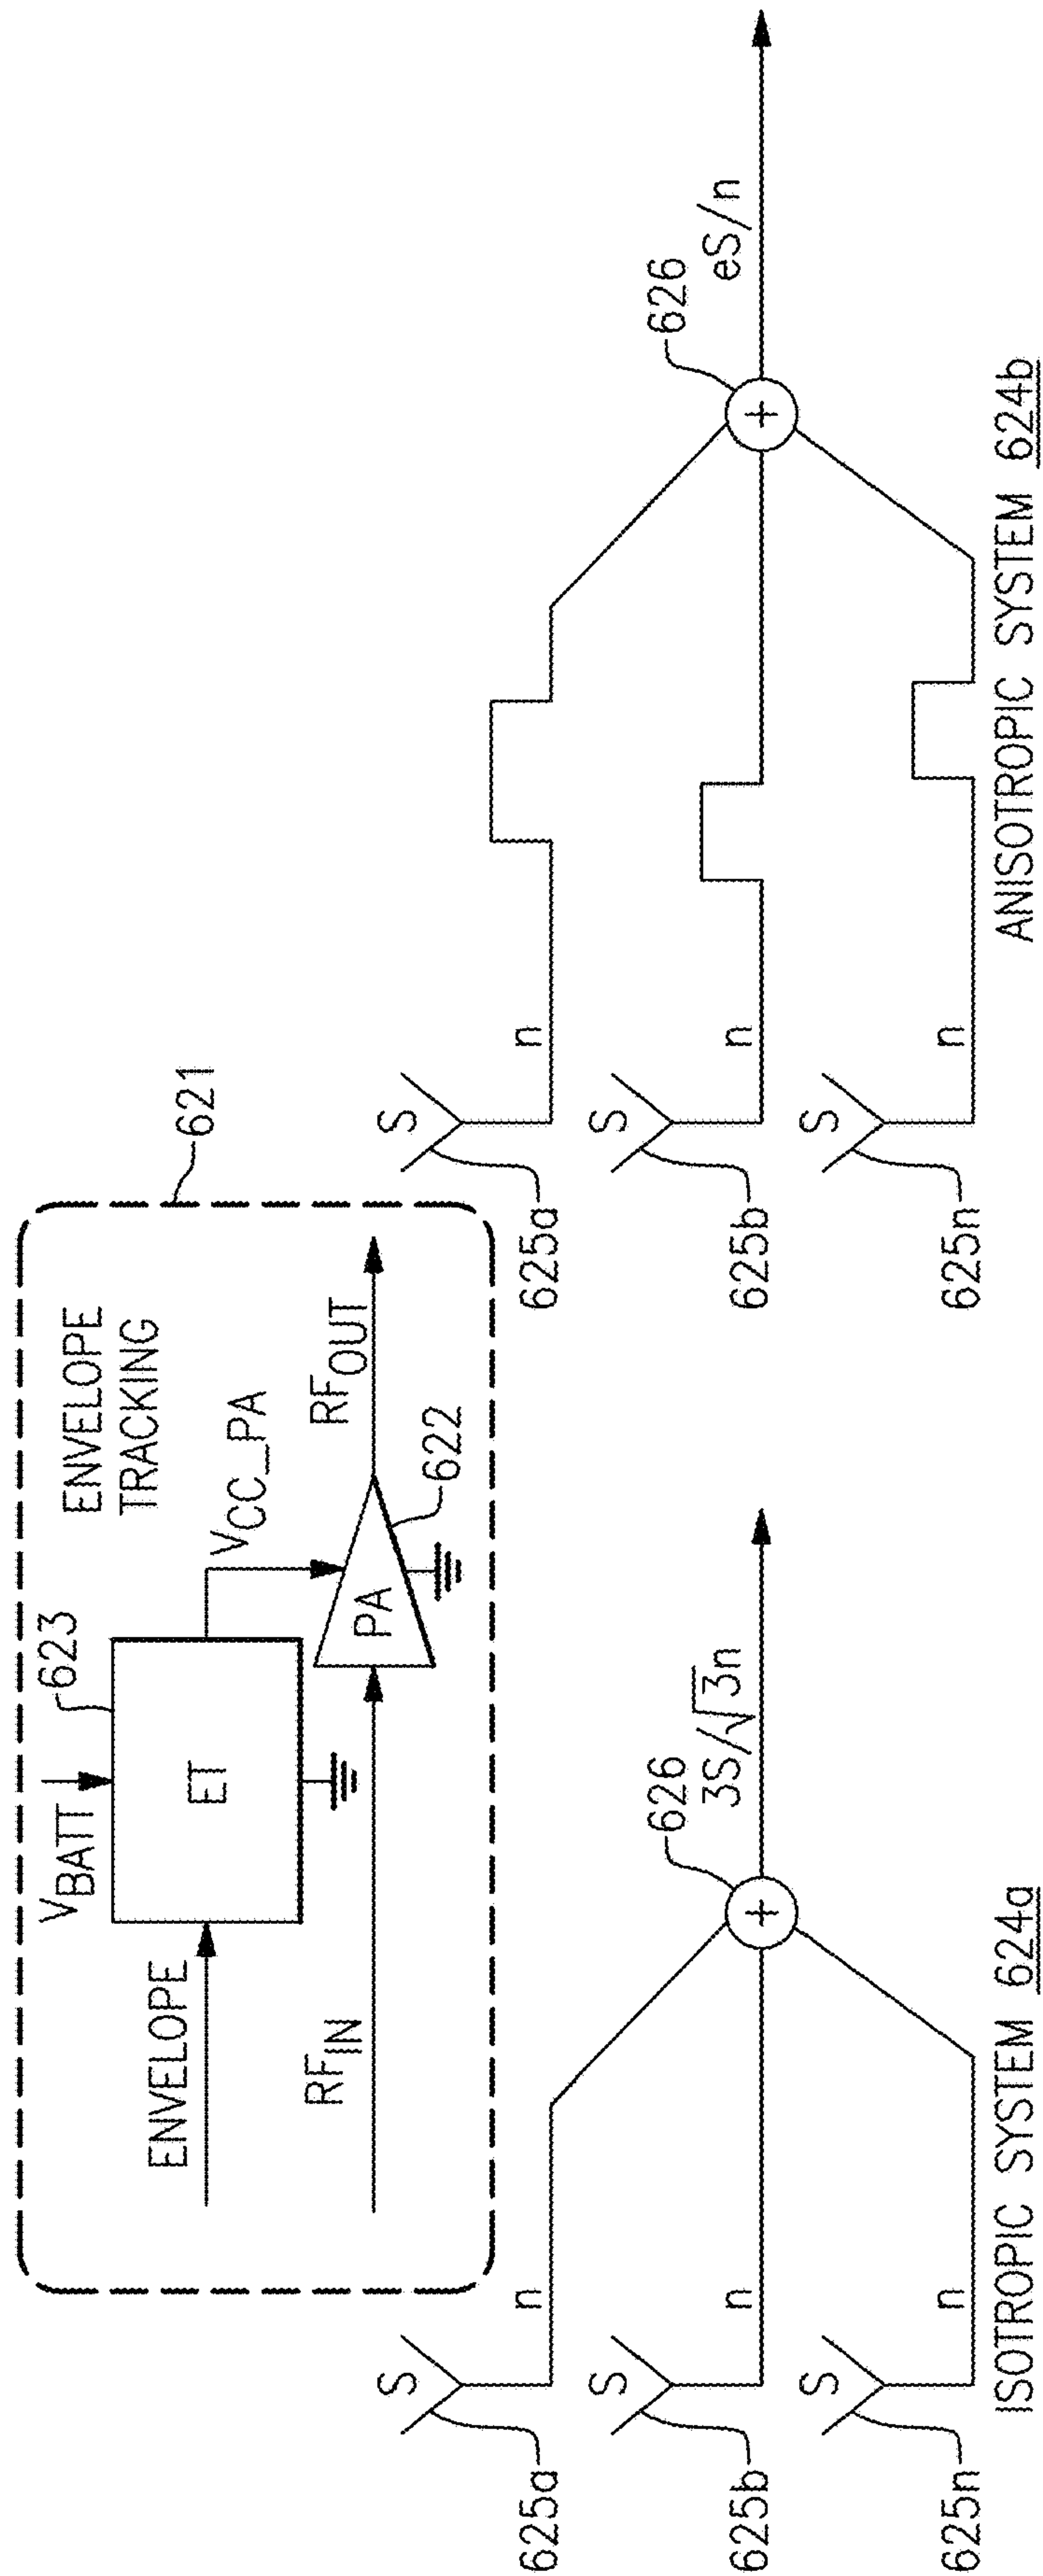 621
ENVELOPE
TRACKING
VBATT
623
ENVELOPE
ET
VCC_PA
RFIN
PA
RFOUT
622
S
n
625a
S
n
625b
S
n
625n
626
3S/√3n
ISOTROPIC SYSTEM 624a
S
n
625a
S
n
625b
S
n
625n
626
eS/n
ANISOTROPIC SYSTEM 624b